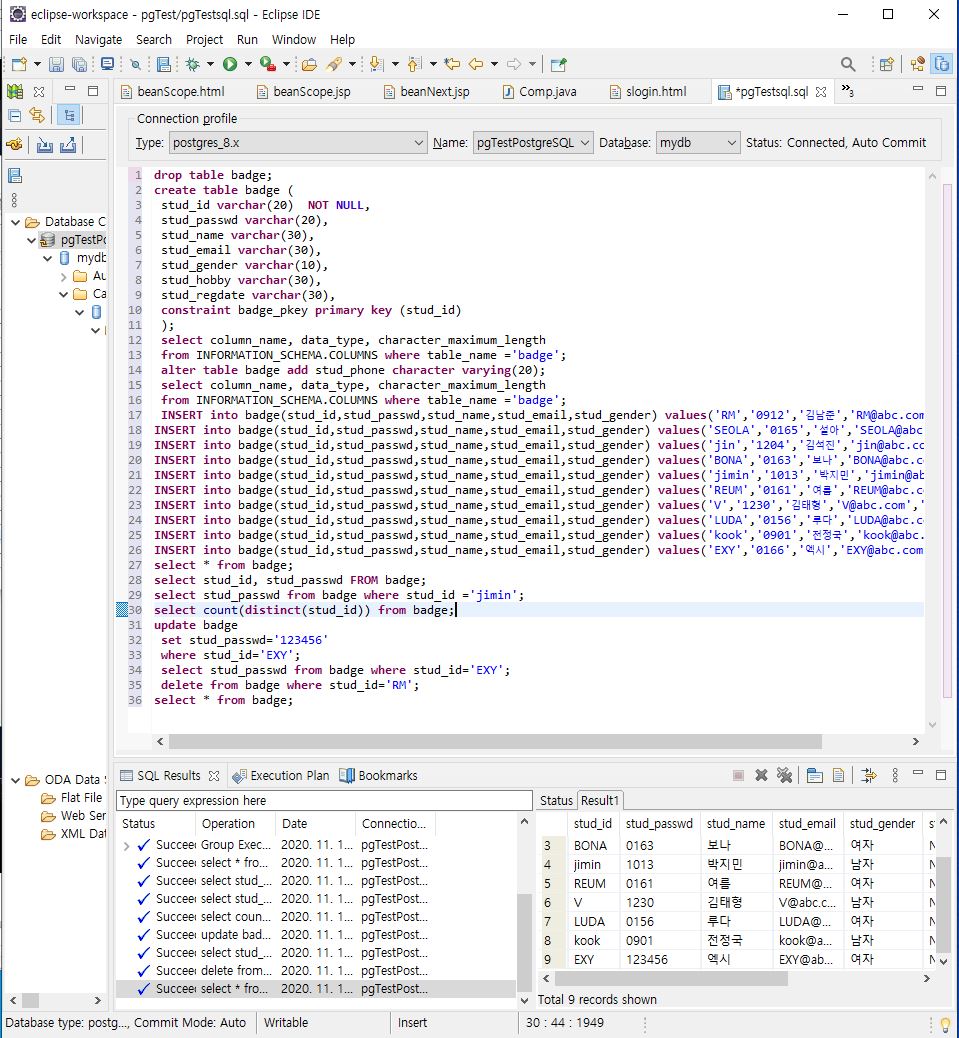 eclipse-workspace - pgTest/pgTestsql.sql - Eclipse IDE
File Edit Navigate Search Project Run Window Help
beanScope.html beanScope.jsp beanNext.jsp Comp.java slogin.html *pgTestsql.sql »3
Connection profile
Type: postgres_8.x Name: pgTestPostgreSQL Database: mydb Status: Connected, Auto Commit
Database C
pgTestPo
mydb
Au
Ca
ODA Data S
Flat File
Web Ser
XML Dat
1 drop table badge;
2 create table badge (
3 stud_id varchar(20)  NOT NULL,
4 stud_passwd varchar(20),
5 stud_name varchar(30),
6 stud_email varchar(30),
7 stud_gender varchar(10),
8 stud_hobby varchar(30),
9 stud_regdate varchar(30),
10 constraint badge_pkey primary key (stud_id)
11 );
12 select column_name, data_type, character_maximum_length
13 from INFORMATION_SCHEMA.COLUMNS where table_name ='badge';
14 alter table badge add stud_phone character varying(20);
15 select column_name, data_type, character_maximum_length
16 from INFORMATION_SCHEMA.COLUMNS where table_name ='badge';
17 INSERT into badge(stud_id,stud_passwd,stud_name,stud_email,stud_gender) values('RM','0912','김남준','RM@abc.com
18 INSERT into badge(stud_id,stud_passwd,stud_name,stud_email,stud_gender) values('SEOLA','0165','설아','SEOLA@abc
19 INSERT into badge(stud_id,stud_passwd,stud_name,stud_email,stud_gender) values('jin','1204','김석진','jin@abc.co
20 INSERT into badge(stud_id,stud_passwd,stud_name,stud_email,stud_gender) values('BONA','0163','보나','BONA@abc.co
21 INSERT into badge(stud_id,stud_passwd,stud_name,stud_email,stud_gender) values('jimin','1013','박지민','jimin@ab
22 INSERT into badge(stud_id,stud_passwd,stud_name,stud_email,stud_gender) values('REUM','0161','여름','REUM@abc.co
23 INSERT into badge(stud_id,stud_passwd,stud_name,stud_email,stud_gender) values('V','1230','김태형','V@abc.com','
24 INSERT into badge(stud_id,stud_passwd,stud_name,stud_email,stud_gender) values('LUDA','0156','루다','LUDA@abc.co
25 INSERT into badge(stud_id,stud_passwd,stud_name,stud_email,stud_gender) values('kook','0901','전정국','kook@abc.
26 INSERT into badge(stud_id,stud_passwd,stud_name,stud_email,stud_gender) values('EXY','0166','엑시','EXY@abc.com
27 select * from badge;
28 select stud_id, stud_passwd FROM badge;
29 select stud_passwd from badge where stud_id ='jimin';
30 select count(distinct(stud_id)) from badge;
31 update badge
32 set stud_passwd='123456'
33 where stud_id='EXY';
34 select stud_passwd from badge where stud_id='EXY';
35 delete from badge where stud_id='RM';
36 select * from badge;
SQL Results Execution Plan Bookmarks
Type query expression here
Status Operation Date Connectio...
Succeed Group Exec... 2020. 11. 1... pgTestPost...
Succeed select * fro... 2020. 11. 1... pgTestPost...
Succeed select stud_... 2020. 11. 1... pgTestPost...
Succeed select stud_... 2020. 11. 1... pgTestPost...
Succeed select coun... 2020. 11. 1... pgTestPost...
Succeed update bad... 2020. 11. 1... pgTestPost...
Succeed select stud_... 2020. 11. 1... pgTestPost...
Succeed delete from... 2020. 11. 1... pgTestPost...
Succeed select * fro... 2020. 11. 1... pgTestPost...
Status Result1
stud_id stud_passwd stud_name stud_email stud_gender
3 BONA 0163 보나 BONA@... 여자 N
4 jimin 1013 박지민 jimin@a... 남자 N
5 REUM 0161 여름 REUM@... 여자 N
6 V 1230 김태형 V@abc.c... 남자 N
7 LUDA 0156 루다 LUDA@... 여자 N
8 kook 0901 전정국 kook@a... 남자 N
9 EXY 123456 엑시 EXY@ab... 여자 N
Total 9 records shown
Database type: postg..., Commit Mode: Auto Writable Insert 30 : 44 : 1949